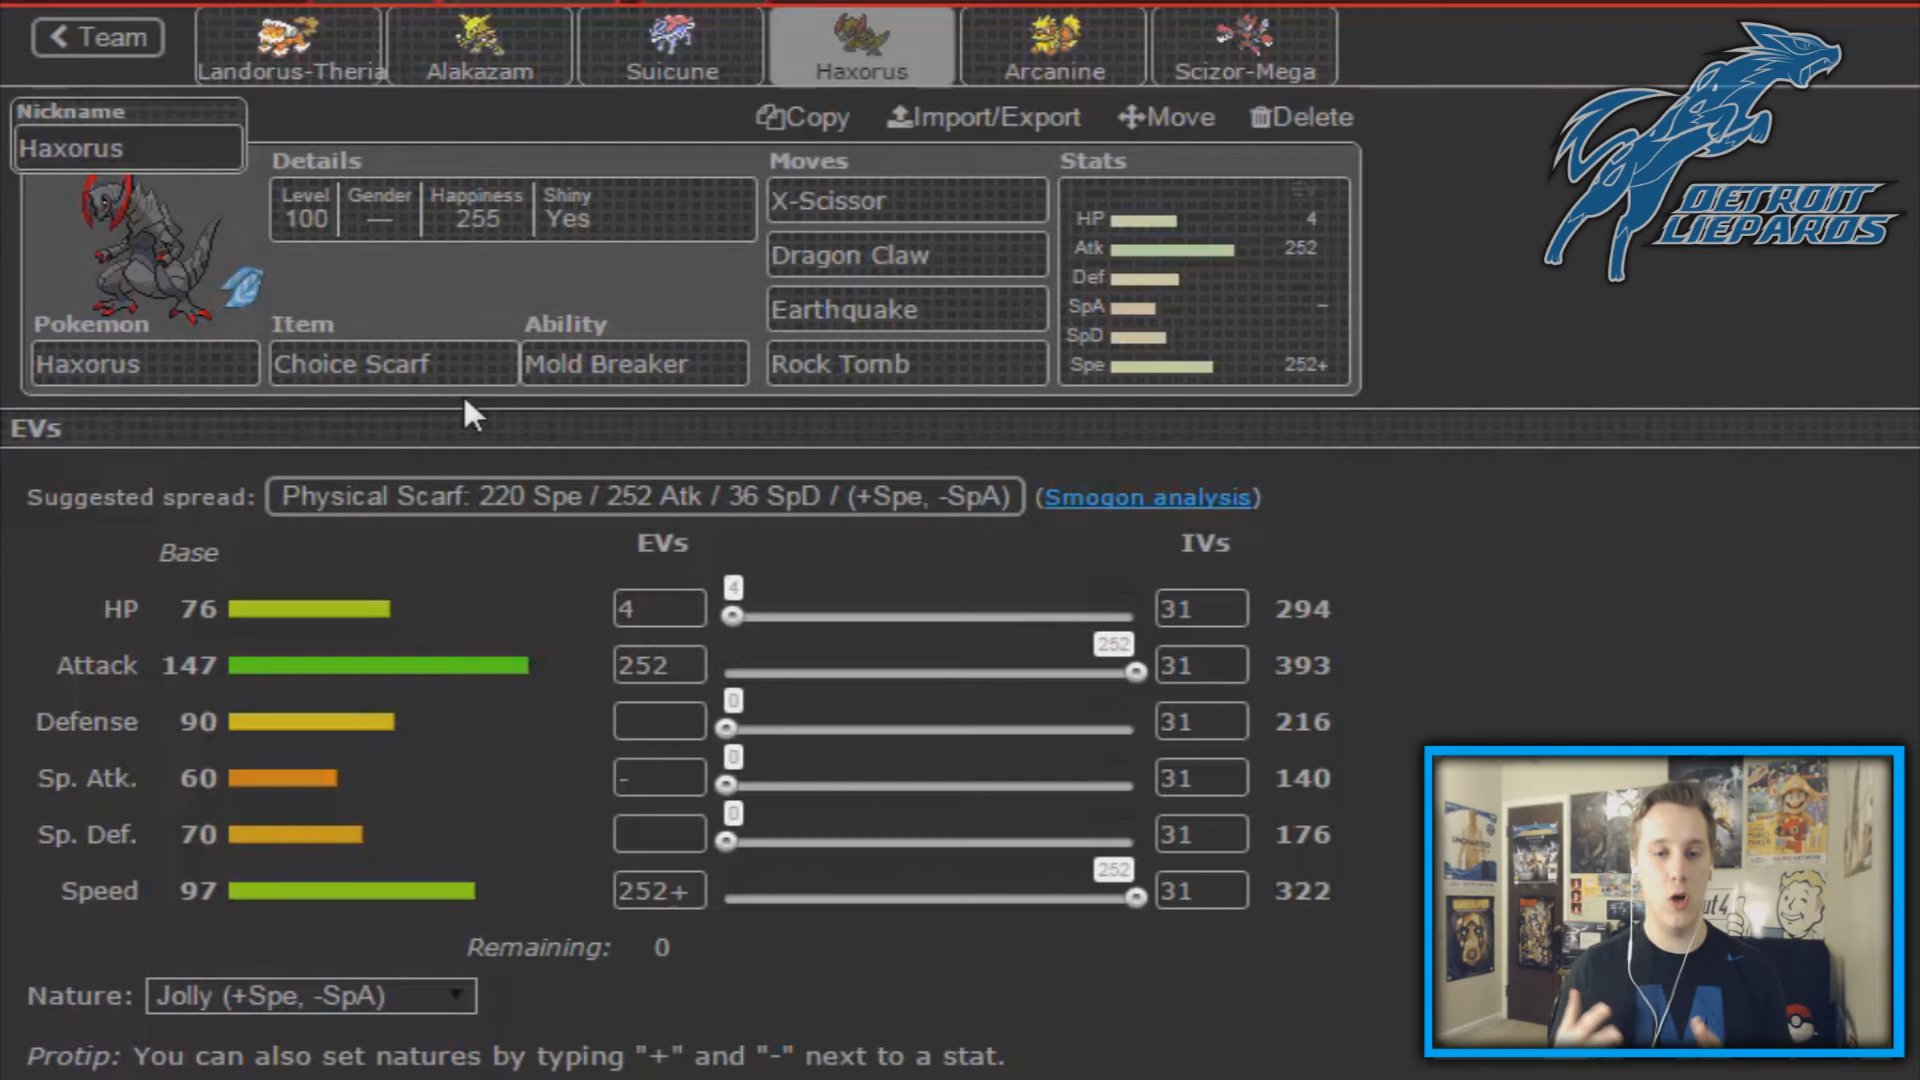 Team
Landorus-Theria
Alakazam
Suicune
Haxorus
Arcanine
Scizor-Mega
DETROIT
LIEPARDS
Copy
Import/Export
Move
Delete
Nickname
Haxorus
Details
Level
100
Gender
—
Happiness
255
Shiny
Yes
Moves
X-Scissor
Dragon Claw
Earthquake
Rock Tomb
Stats
EV
HP 4
Atk 252
Def
SpA −
SpD
Spe 252+
Pokemon
Haxorus
Item
Choice Scarf
Ability
Mold Breaker
EVs
Suggested spread: Physical Scarf: 220 Spe / 252 Atk / 36 SpD / (+Spe, -SpA) (Smogon analysis)
Base EVs IVs
HP 76 4 4 31 294
Attack 147 252 252 31 393
Defense 90 0 31 216
Sp. Atk. 60 - 0 31 140
Sp. Def. 70 0 31 176
Speed 97 252+ 252 31 322
Remaining: 0
Nature: Jolly (+Spe, -SpA)
Protip: You can also set natures by typing "+" and "-" next to a stat.
UNCHARTED
MARIO
MAKER